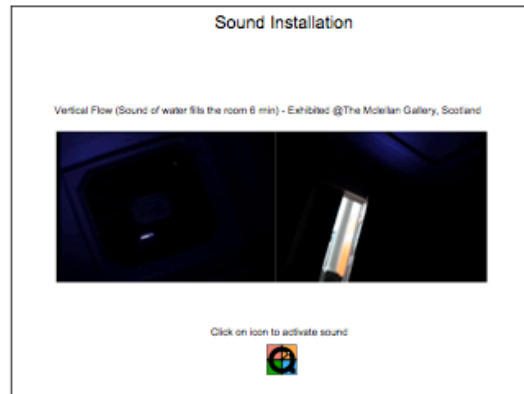 Sound Installation
Vertical Flow (Sound of water fills the room 6 min) - Exhibited @The Mclellan Gallery, Scotland
Click on icon to activate sound